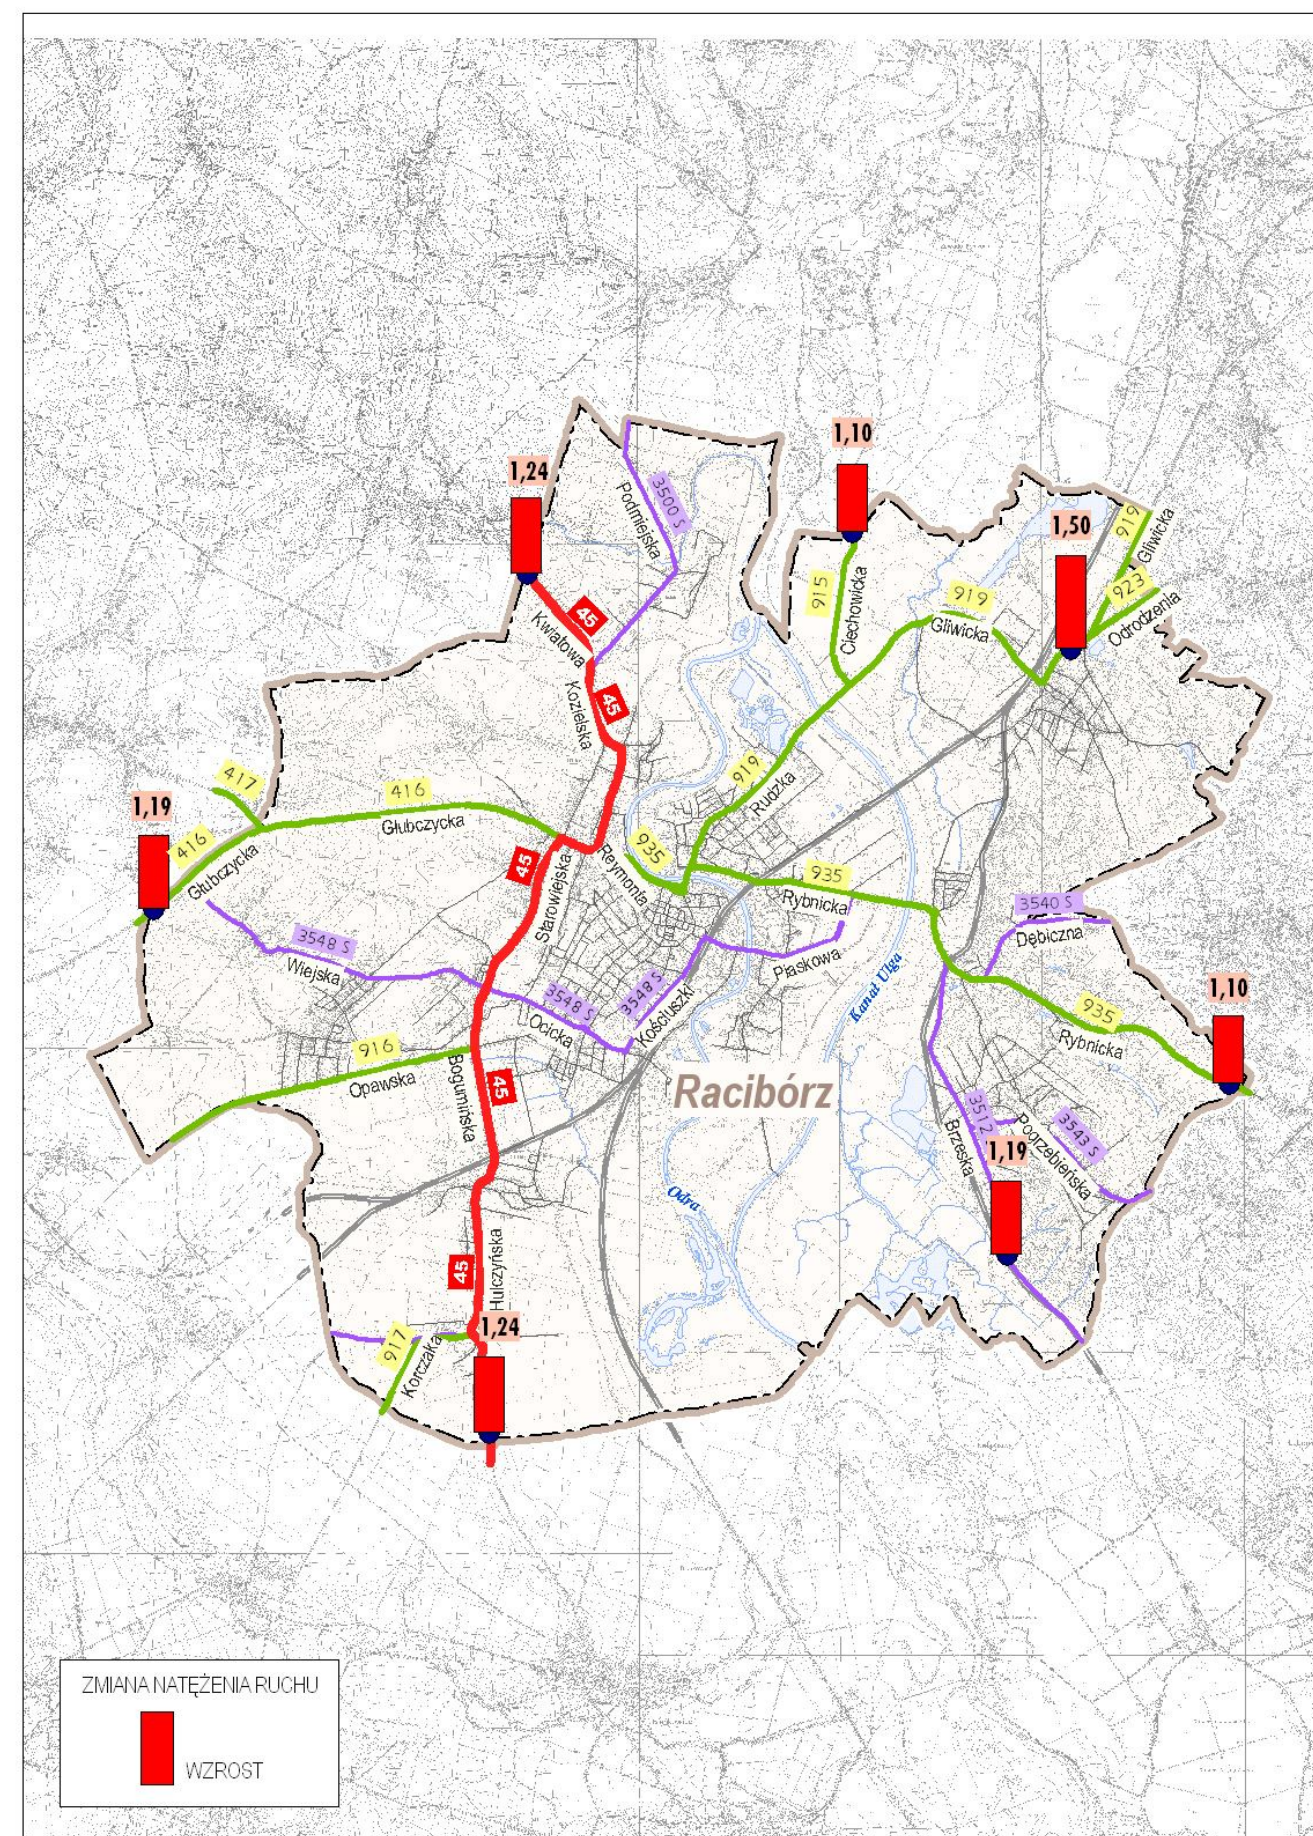 1,10
1,24
3500 S
Podmiejska
1,50
919
Gliwicka
915
Ciechowicka
919
Gliwicka
923
Odrodzenia
45
Kwiatowa
45
Kozielska
417
416
Głubczycka
1,19
416
Głubczycka
919
Rudzka
45
Starowiejska
Reymonta
935
935
Rybnicka
3540 S
Dębiczna
3548 S
Wiejska
Piaskowa
Kanał Ulga
3548 S
Ocicka
3548 S
Kościuszki
1,10
935
Rybnicka
916
Opawska
45
Bogumińska
Racibórz
3512
Brzeska
3543 S
Pogrzebieńska
1,19
Odra
45
Hulczyńska
1,24
917
Korczaka
ZMIANA NATĘŻENIA RUCHU
WZROST